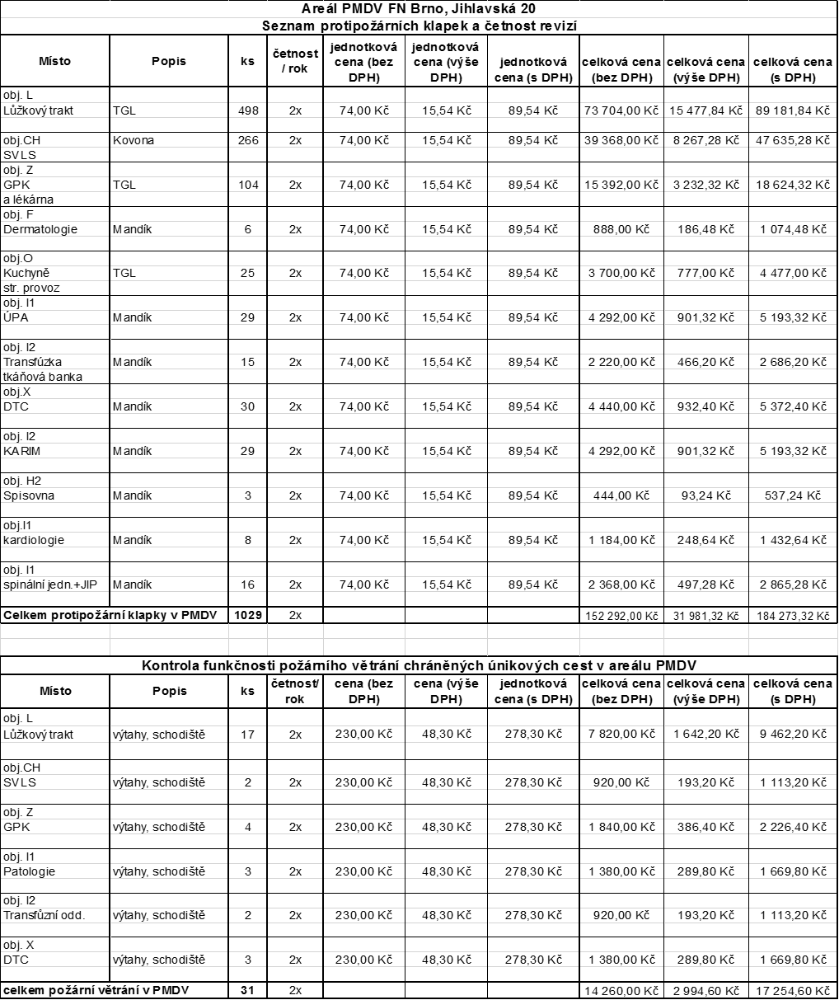 Areál PMDV FN Brno, Jihlavská 20
Seznam protipožárních klapek a četnost revizí
Místo Popis ks četnost / rok jednotková cena (bez DPH) jednotková cena (výše DPH) jednotková cena (s DPH) celková cena (bez DPH) celková cena (výše DPH) celková cena (s DPH)
obj. L
Lůžkový trakt TGL 498 2x 74,00 Kč 15,54 Kč 89,54 Kč 73 704,00 Kč 15 477,84 Kč 89 181,84 Kč
obj.CH Kovona 266 2x 74,00 Kč 15,54 Kč 89,54 Kč 39 368,00 Kč 8 267,28 Kč 47 635,28 Kč
SVLS
obj. Z
GPK TGL 104 2x 74,00 Kč 15,54 Kč 89,54 Kč 15 392,00 Kč 3 232,32 Kč 18 624,32 Kč
a lékárna
obj. F
Dermatologie Mandík 6 2x 74,00 Kč 15,54 Kč 89,54 Kč 888,00 Kč 186,48 Kč 1 074,48 Kč
obj.O
Kuchyně TGL 25 2x 74,00 Kč 15,54 Kč 89,54 Kč 3 700,00 Kč 777,00 Kč 4 477,00 Kč
str. provoz
obj. I1
ÚPA Mandík 29 2x 74,00 Kč 15,54 Kč 89,54 Kč 4 292,00 Kč 901,32 Kč 5 193,32 Kč
obj. I2
Transfúzka Mandík 15 2x 74,00 Kč 15,54 Kč 89,54 Kč 2 220,00 Kč 466,20 Kč 2 686,20 Kč
tkáňová banka
obj.X
DTC Mandík 30 2x 74,00 Kč 15,54 Kč 89,54 Kč 4 440,00 Kč 932,40 Kč 5 372,40 Kč
obj. I2
KARIM Mandík 29 2x 74,00 Kč 15,54 Kč 89,54 Kč 4 292,00 Kč 901,32 Kč 5 193,32 Kč
obj. H2
Spisovna Mandík 3 2x 74,00 Kč 15,54 Kč 89,54 Kč 444,00 Kč 93,24 Kč 537,24 Kč
obj.I1
kardiologie Mandík 8 2x 74,00 Kč 15,54 Kč 89,54 Kč 1 184,00 Kč 248,64 Kč 1 432,64 Kč
obj. I1
spinální jedn.+JIP Mandík 16 2x 74,00 Kč 15,54 Kč 89,54 Kč 2 368,00 Kč 497,28 Kč 2 865,28 Kč
Celkem protipožární klapky v PMDV 1029 2x 152 292,00 Kč 31 981,32 Kč 184 273,32 Kč
Kontrola funkčnosti požárního větrání chráněných únikových cest v areálu PMDV
Místo Popis ks četnost/ rok cena (bez DPH) cena (výše DPH) jednotková cena (s DPH) celková cena (bez DPH) celková cena (výše DPH) celková cena (s DPH)
obj. L
Lůžkový trakt výtahy, schodiště 17 2x 230,00 Kč 48,30 Kč 278,30 Kč 7 820,00 Kč 1 642,20 Kč 9 462,20 Kč
obj.CH
SVLS výtahy, schodiště 2 2x 230,00 Kč 48,30 Kč 278,30 Kč 920,00 Kč 193,20 Kč 1 113,20 Kč
obj. Z
GPK výtahy, schodiště 4 2x 230,00 Kč 48,30 Kč 278,30 Kč 1 840,00 Kč 386,40 Kč 2 226,40 Kč
obj. I1
Patologie výtahy, schodiště 3 2x 230,00 Kč 48,30 Kč 278,30 Kč 1 380,00 Kč 289,80 Kč 1 669,80 Kč
obj. I2
Transfůzní odd. výtahy, schodiště 2 2x 230,00 Kč 48,30 Kč 278,30 Kč 920,00 Kč 193,20 Kč 1 113,20 Kč
obj. X
DTC výtahy, schodiště 3 2x 230,00 Kč 48,30 Kč 278,30 Kč 1 380,00 Kč 289,80 Kč 1 669,80 Kč
celkem požární větrání v PMDV 31 2x 14 260,00 Kč 2 994,60 Kč 17 254,60 Kč